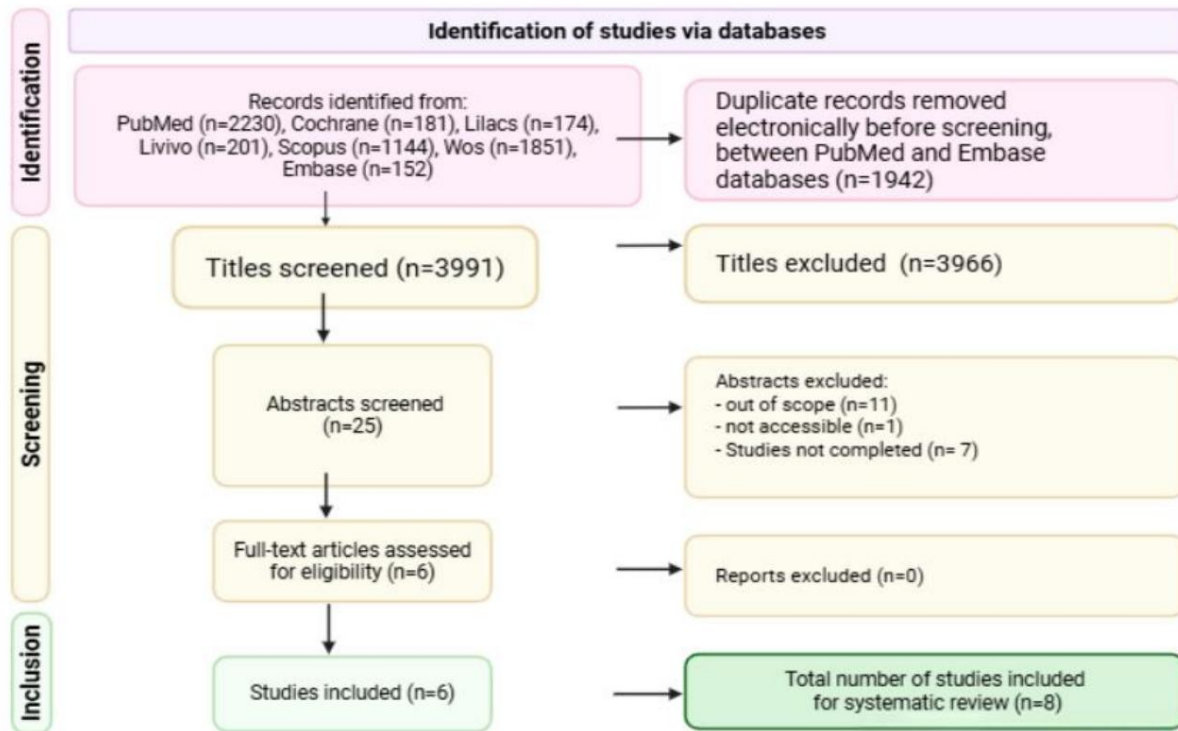 Identification of studies via databases
Identification
Records identified from:
PubMed (n=2230), Cochrane (n=181), Lilacs (n=174),
Livivo (n=201), Scopus (n=1144), Wos (n=1851),
Embase (n=152)
Duplicate records removed
electronically before screening,
between PubMed and Embase
databases (n=1942)
Screening
Titles screened (n=3991)
Titles excluded (n=3966)
Abstracts screened
(n=25)
Abstracts excluded:
- out of scope (n=11)
- not accessible (n=1)
- Studies not completed (n= 7)
Full-text articles assessed
for eligibility (n=6)
Reports excluded (n=0)
Inclusion
Studies included (n=6)
Total number of studies included
for systematic review (n=8)